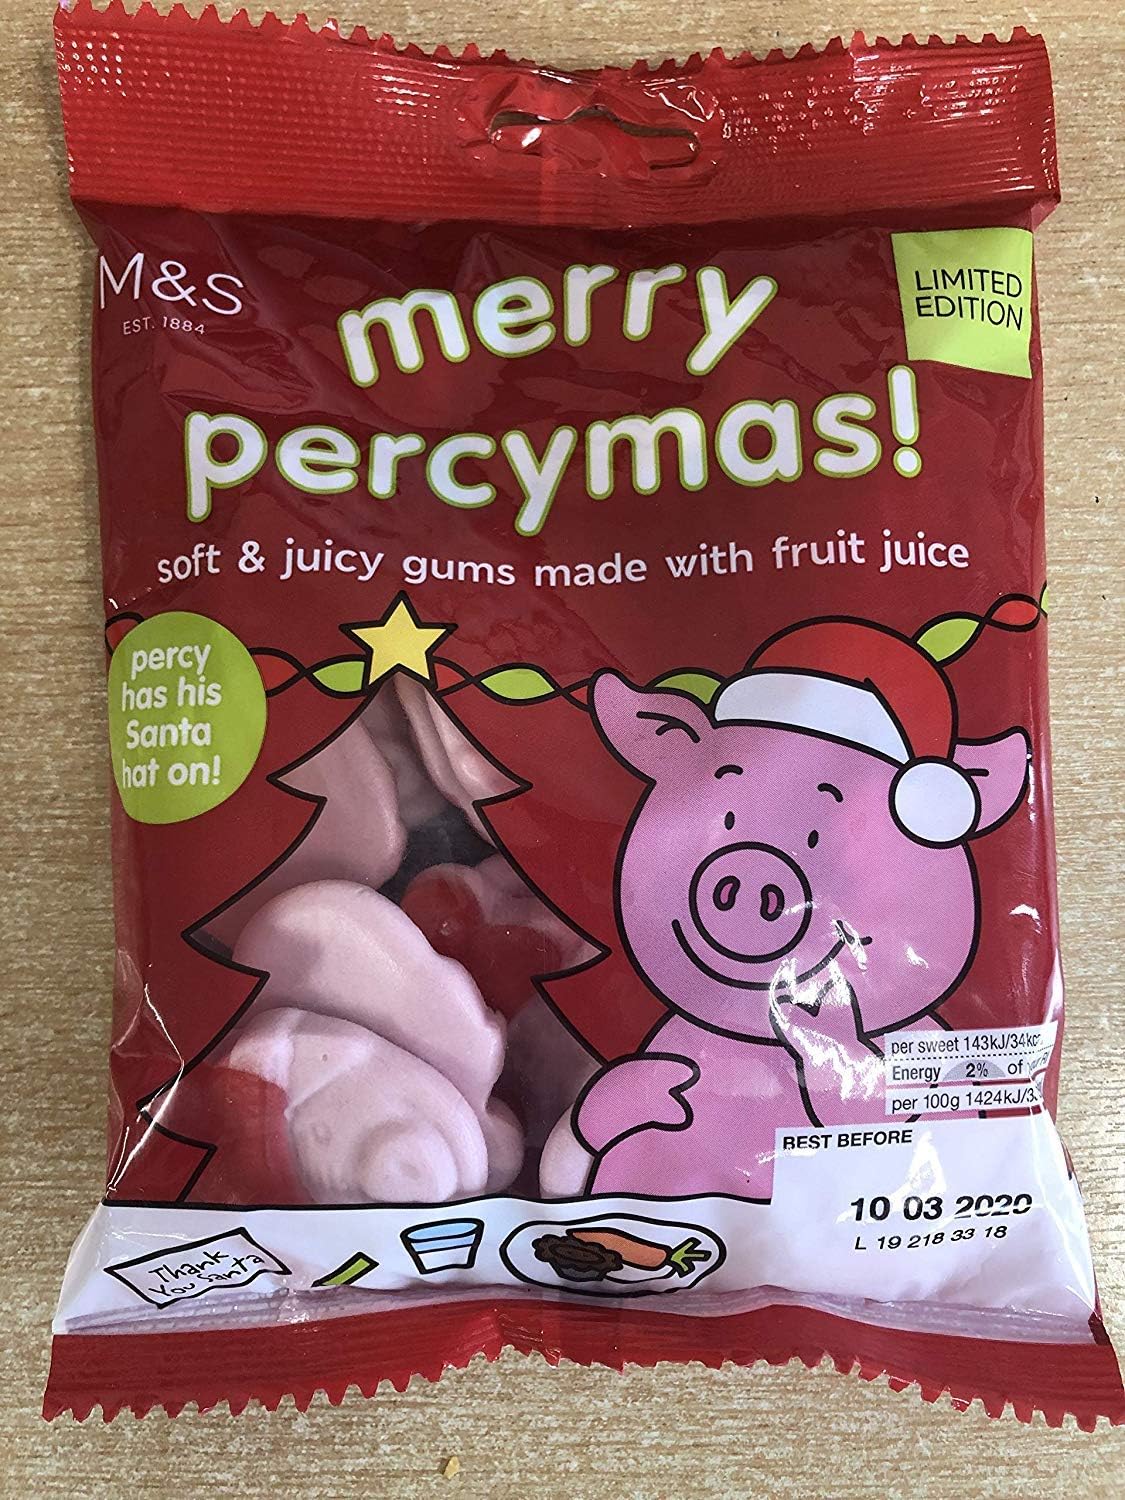 M&S
EST. 1884
merry
percymas!
LIMITED
EDITION
soft & juicy gums made with fruit juice
percy
has his
Santa
hat on!
per sweet 143kJ/34kc
Energy 2% of
per 100g 1424kJ/3
BEST BEFORE
10 03 2020
L 19 218 33 18
Thank
You Santa